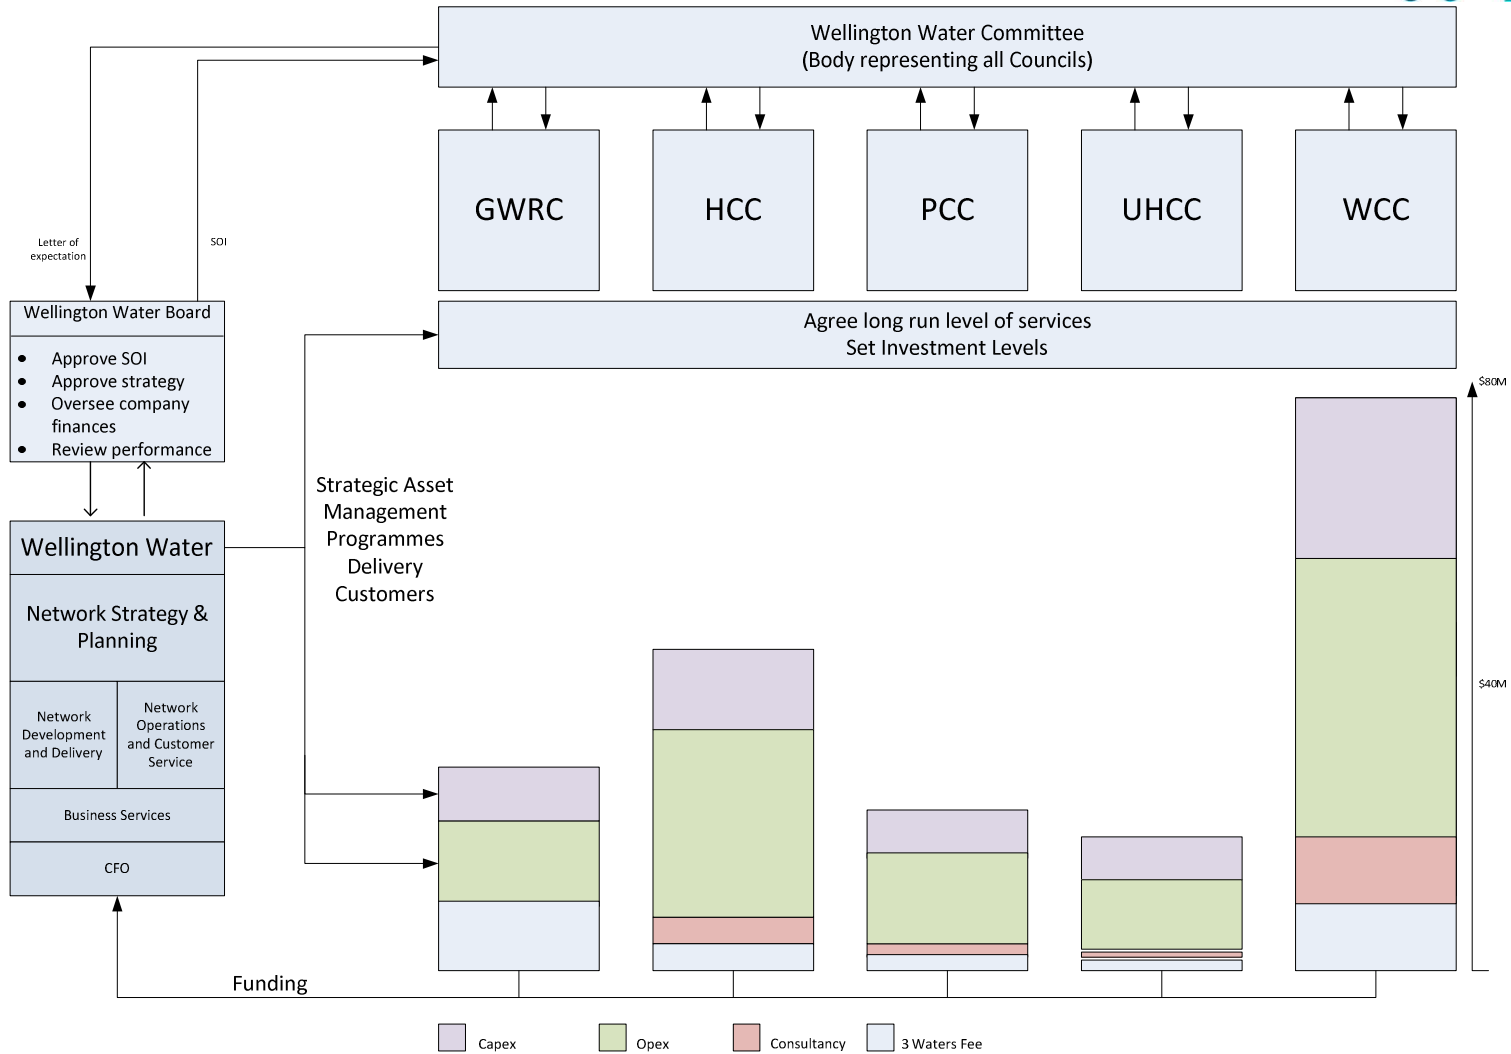 Wellington Water Committee
(Body representing all Councils)
GWRC
HCC
PCC
UHCC
WCC
Letter of
expectation
SOI
Wellington Water Board
• Approve SOI
• Approve strategy
• Oversee company
finances
• Review performance
Agree long run level of services
Set Investment Levels
$80M
Strategic Asset
Management
Programmes
Delivery
Customers
Wellington Water
Network Strategy &
Planning
Network
Development
and Delivery
Network
Operations
and Customer
Service
Business Services
CFO
$40M
Funding
Capex
Opex
Consultancy
3 Waters Fee